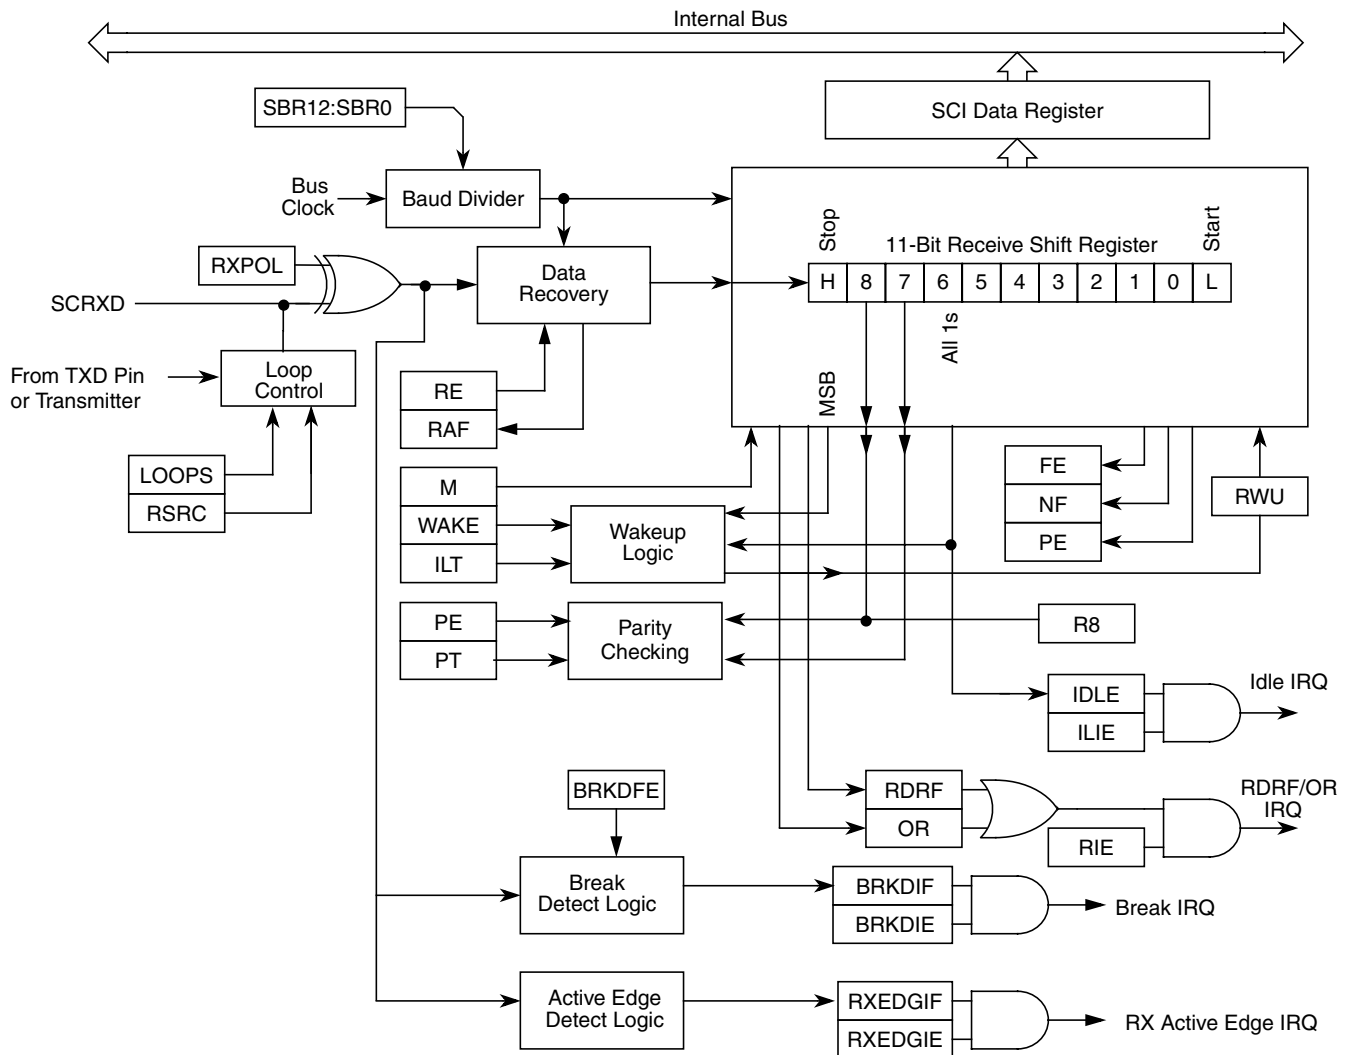 Internal Bus
SBR12:SBR0
SCI Data Register
Bus
Clock
Baud Divider
Stop
11-Bit Receive Shift Register
Start
RXPOL
Data
Recovery
H 8 7 6 5 4 3 2 1 0 L
SCRXD
All 1s
From TXD Pin
or Transmitter
Loop
Control
RE
RAF
MSB
LOOPS
RSRC
M
WAKE
ILT
Wakeup
Logic
FE
NF
PE
RWU
PE
PT
Parity
Checking
R8
IDLE
ILIE
Idle IRQ
BRKDFE
RDRF
OR
RIE
RDRF/OR
IRQ
Break
Detect Logic
BRKDIF
BRKDIE
Break IRQ
Active Edge
Detect Logic
RXEDGIF
RXEDGIE
RX Active Edge IRQ